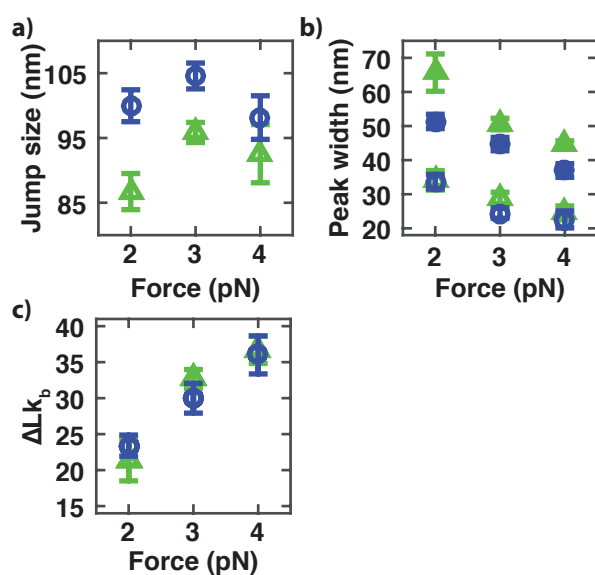 a)
Jump size (nm)
105
95
85
2 3 4
Force (pN)
b)
Peak width (nm)
70
60
50
40
30
20
2 3 4
Force (pN)
c)
ΔLk_b
40
35
30
25
20
15
2 3 4
Force (pN)